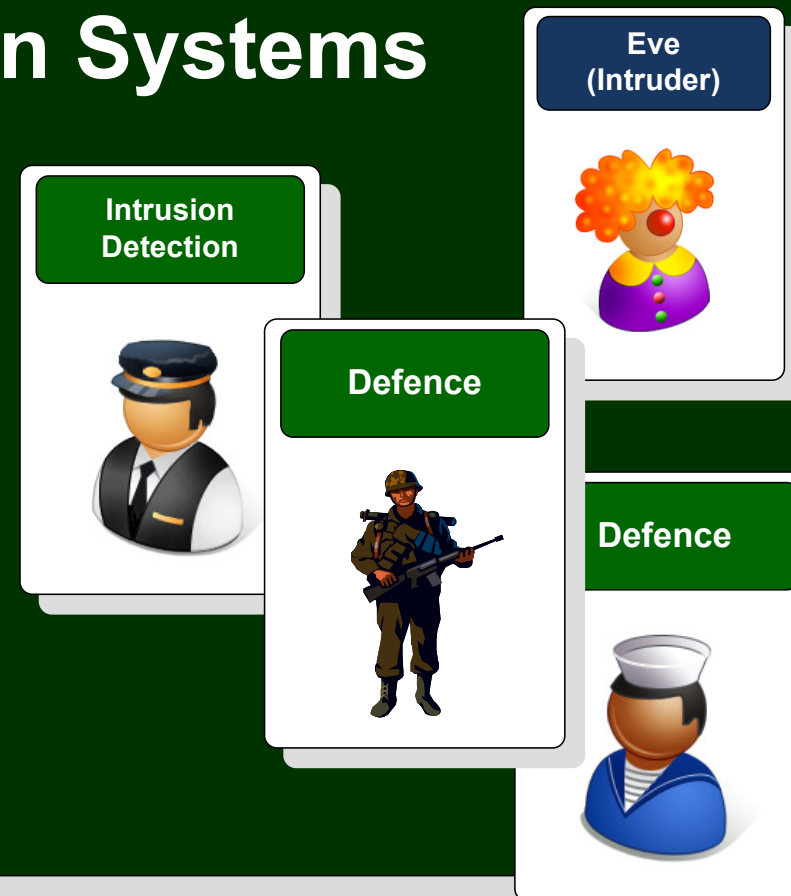 n Systems
Eve
(Intruder)
Intrusion
Detection
Defence
Defence